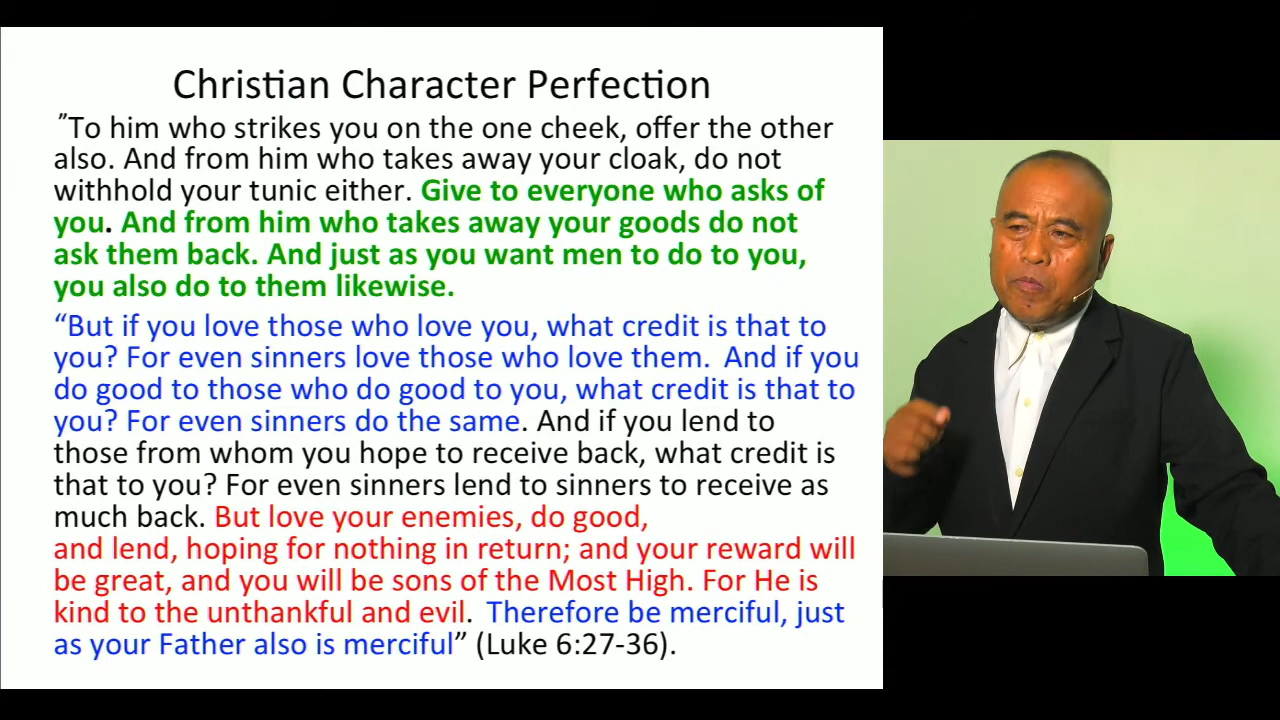 Christian Character Perfection
"To him who strikes you on the one cheek, offer the other
also. And from him who takes away your cloak, do not
withhold your tunic either. Give to everyone who asks of
you. And from him who takes away your goods do not
ask them back. And just as you want men to do to you,
you also do to them likewise.
“But if you love those who love you, what credit is that to
you? For even sinners love those who love them.  And if you
do good to those who do good to you, what credit is that to
you? For even sinners do the same. And if you lend to
those from whom you hope to receive back, what credit is
that to you? For even sinners lend to sinners to receive as
much back. But love your enemies, do good,
and lend, hoping for nothing in return; and your reward will
be great, and you will be sons of the Most High. For He is
kind to the unthankful and evil.  Therefore be merciful, just
as your Father also is merciful” (Luke 6:27-36).